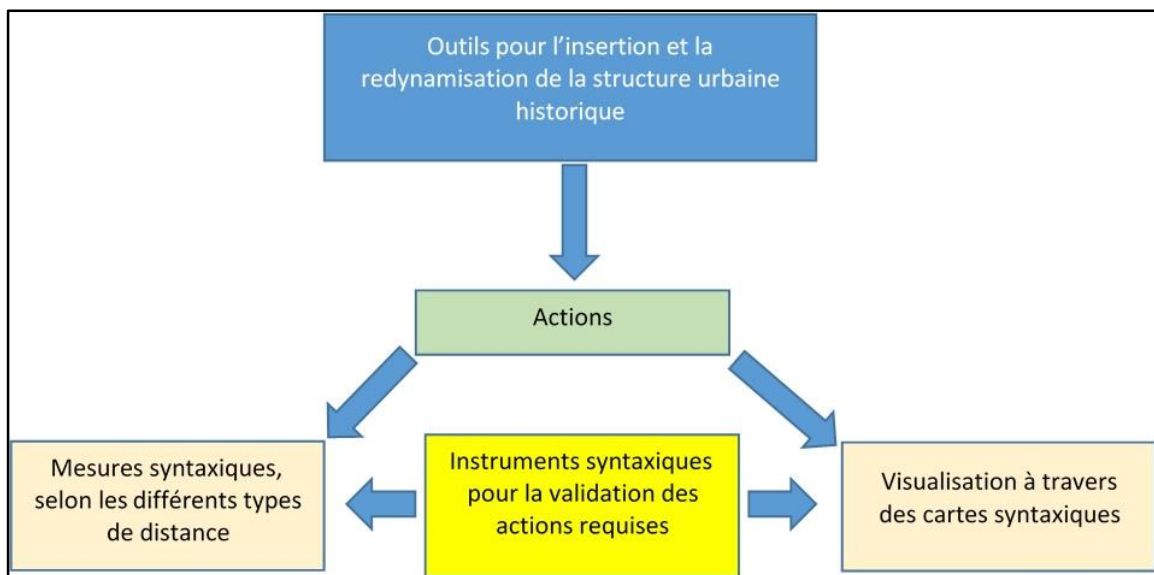 Outils pour l’insertion et la
redynamisation de la structure urbaine
historique
Actions
Mesures syntaxiques,
selon les différents types
de distance
Instruments syntaxiques
pour la validation des
actions requises
Visualisation à travers
des cartes syntaxiques